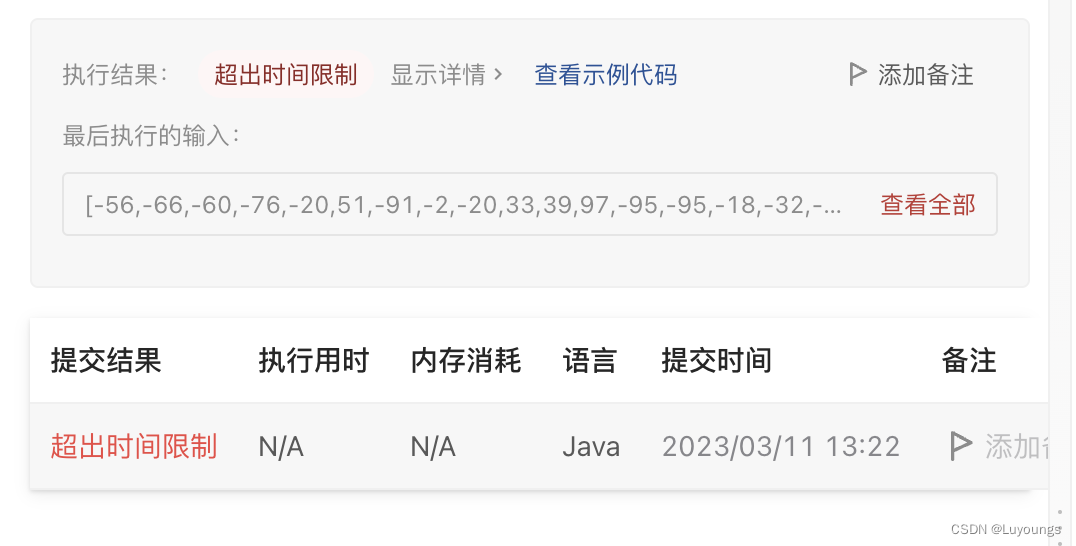 执行结果： 超出时间限制 显示详情 > 查看示例代码 添加备注
最后执行的输入：
[-56,-66,-60,-76,-20,51,-91,-2,-20,33,39,97,-95,-95,-18,-32,-... 查看全部
提交结果 执行用时 内存消耗 语言 提交时间 备注
超出时间限制 N/A N/A Java 2023/03/11 13:22 添加
CSDN @Luyoungs